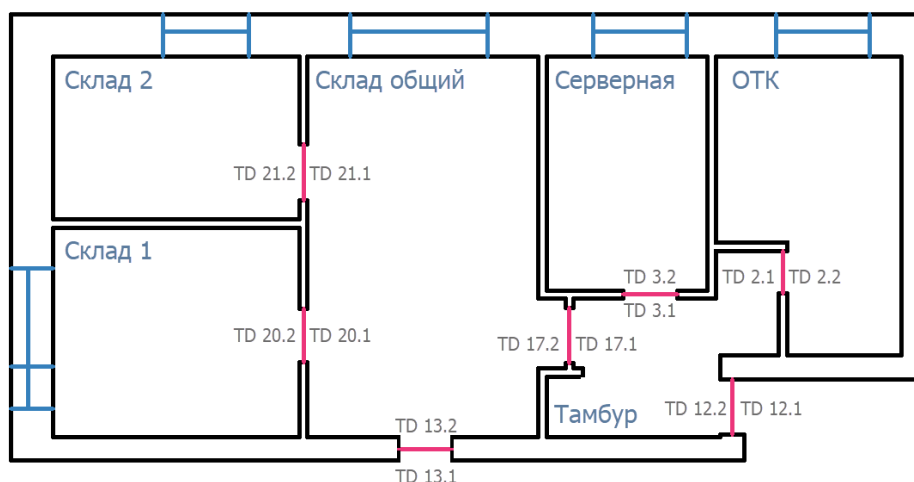 Склад 2
Склад общий
Серверная
ОТК
TD 21.2 TD 21.1
Склад 1
TD 3.2
TD 2.1 TD 2.2
TD 3.1
TD 20.2 TD 20.1
TD 17.2 TD 17.1
Тамбур
TD 12.2 TD 12.1
TD 13.2
TD 13.1